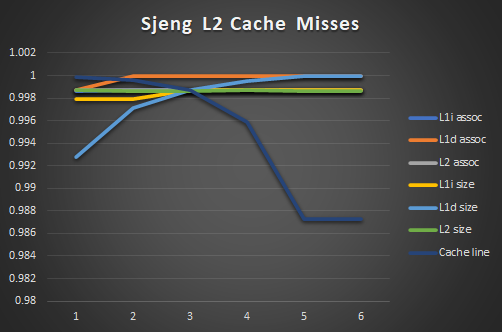 Sjeng L2 Cache Misses
1.002
1
0.998
0.996
0.994
0.992
0.99
0.988
0.986
0.984
0.982
0.98
1 2 3 4 5 6
L1i assoc
L1d assoc
L2 assoc
L1i size
L1d size
L2 size
Cache line